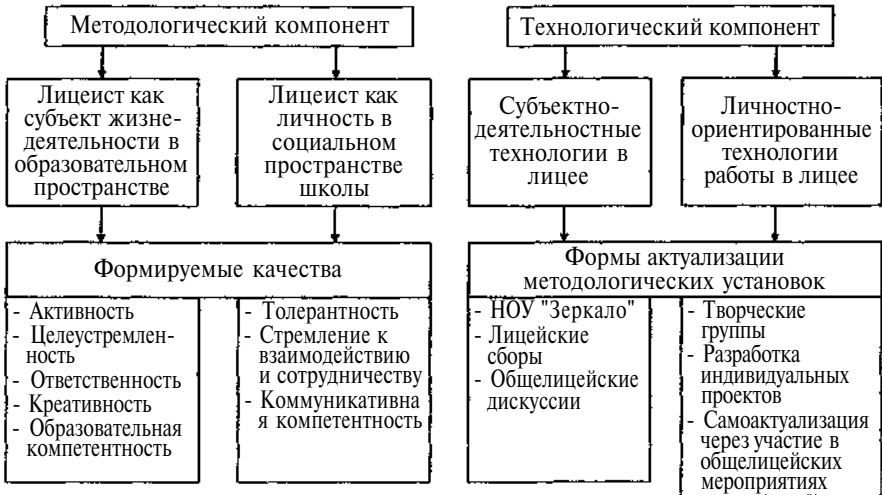 Методологический компонент
Лицеист как
субъект жизне-
деятельности в
образовательном
пространстве
Лицеист как
личность в
социальном
пространстве
школы
Формируемые качества
- Активность
- Целеустремлен-
ность
- Ответственность
- Креативность
- Образовательная
компетентность
- Толерантность
- Стремление к
взаимодействию
и сотрудничеству
- Коммуникативна
я компетентность
Технологический компонент
Субъектно-
деятельностные
технологии в
лицее
Личностно-
ориентированные
технологии
работы в лицее
Формы актуализации
методологических установок
- НОУ "Зеркало"
- Лицейские
сборы
- Общелицейские
дискуссии
- Творческие
группы
- Разработка
индивидуальных
проектов
- Самоактуализация
через участие в
общелицейских
мероприятиях